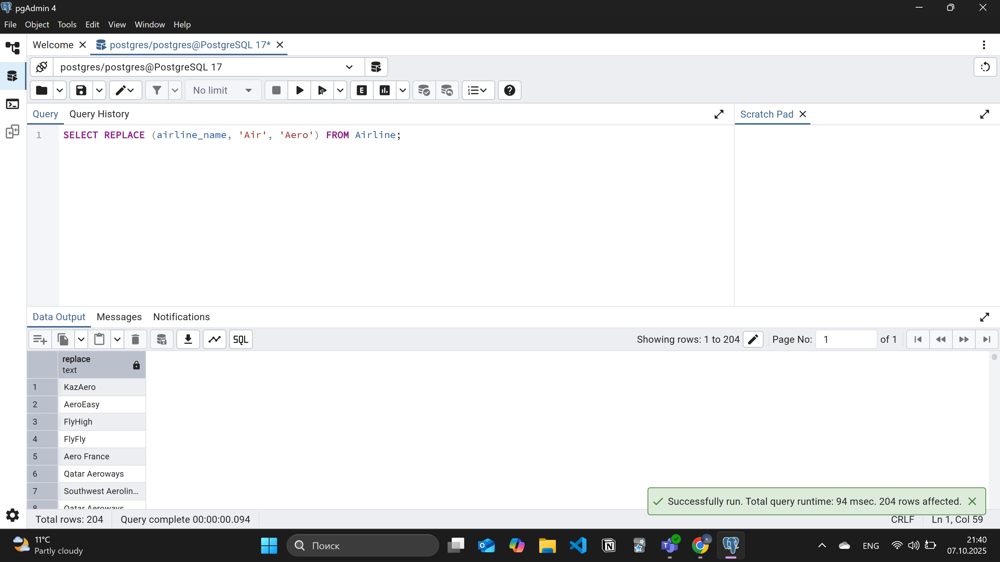 pgAdmin 4
File Object Tools Edit View Window Help
Welcome postgres/postgres@PostgreSQL 17*
postgres/postgres@PostgreSQL 17
No limit
Query Query History Scratch Pad
1 SELECT REPLACE (airline_name, 'Air', 'Aero') FROM Airline;
Data Output Messages Notifications
SQL Showing rows: 1 to 204 Page No: 1 of 1
replace
text
1 KazAero
2 AeroEasy
3 FlyHigh
4 FlyFly
5 Aero France
6 Qatar Aeroways
7 Southwest Aerolin...
8 Qatar Aeroways
Successfully run. Total query runtime: 94 msec. 204 rows affected.
Total rows: 204 Query complete 00:00:00.094 CRLF Ln 1, Col 59
11°C
Partly cloudy
Поиск
ENG
21:40
07.10.2025